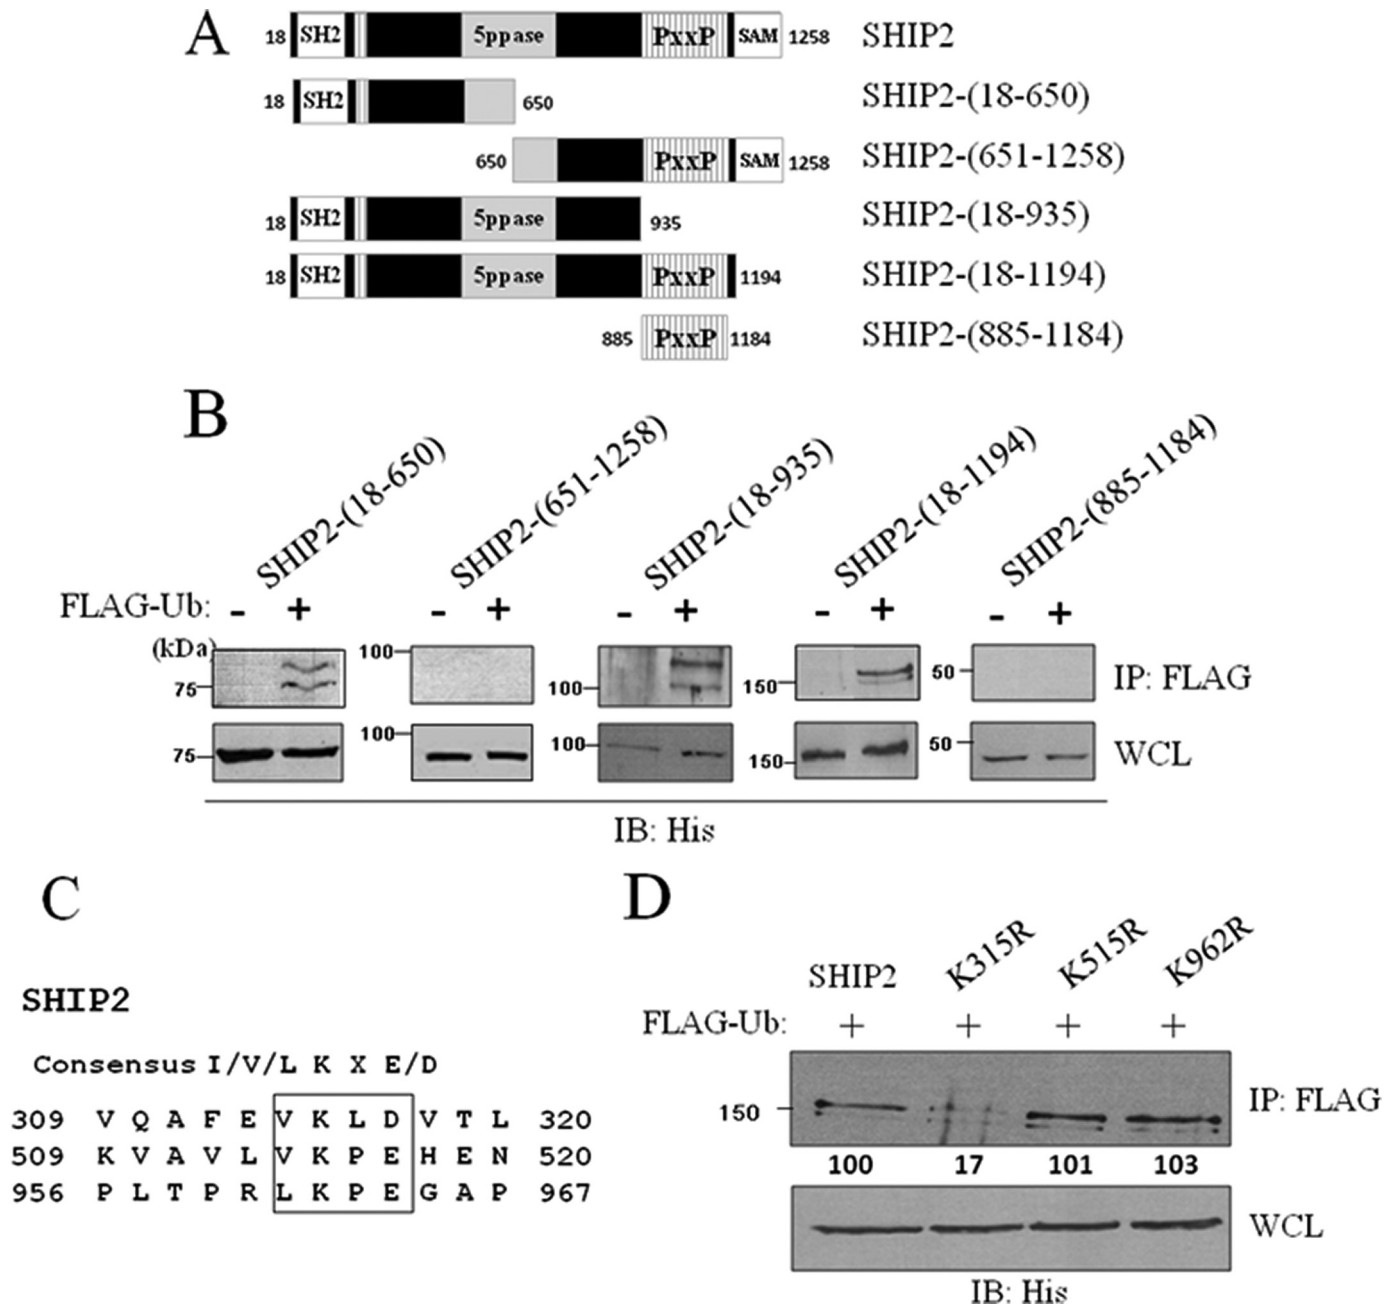 A
18 SH2 5ppase PxxP SAM 1258 SHIP2
18 SH2 650 SHIP2-(18-650)
650 PxxP SAM 1258 SHIP2-(651-1258)
18 SH2 5ppase 935 SHIP2-(18-935)
18 SH2 5ppase PxxP 1194 SHIP2-(18-1194)
885 PxxP 1184 SHIP2-(885-1184)
B
SHIP2-(18-650) SHIP2-(651-1258) SHIP2-(18-935) SHIP2-(18-1194) SHIP2-(885-1184)
FLAG-Ub: - + - + - + - + - +
(kDa)
75 100 100 150 50 IP: FLAG
75 100 100 150 50 WCL
IB: His
C
SHIP2
Consensus I/V/L K X E/D
309 V Q A F E V K L D V T L 320
509 K V A V L V K P E H E N 520
956 P L T P R L K P E G A P 967
D
SHIP2 K315R K515R K962R
FLAG-Ub: + + + +
150 IP: FLAG
100 17 101 103
WCL
IB: His